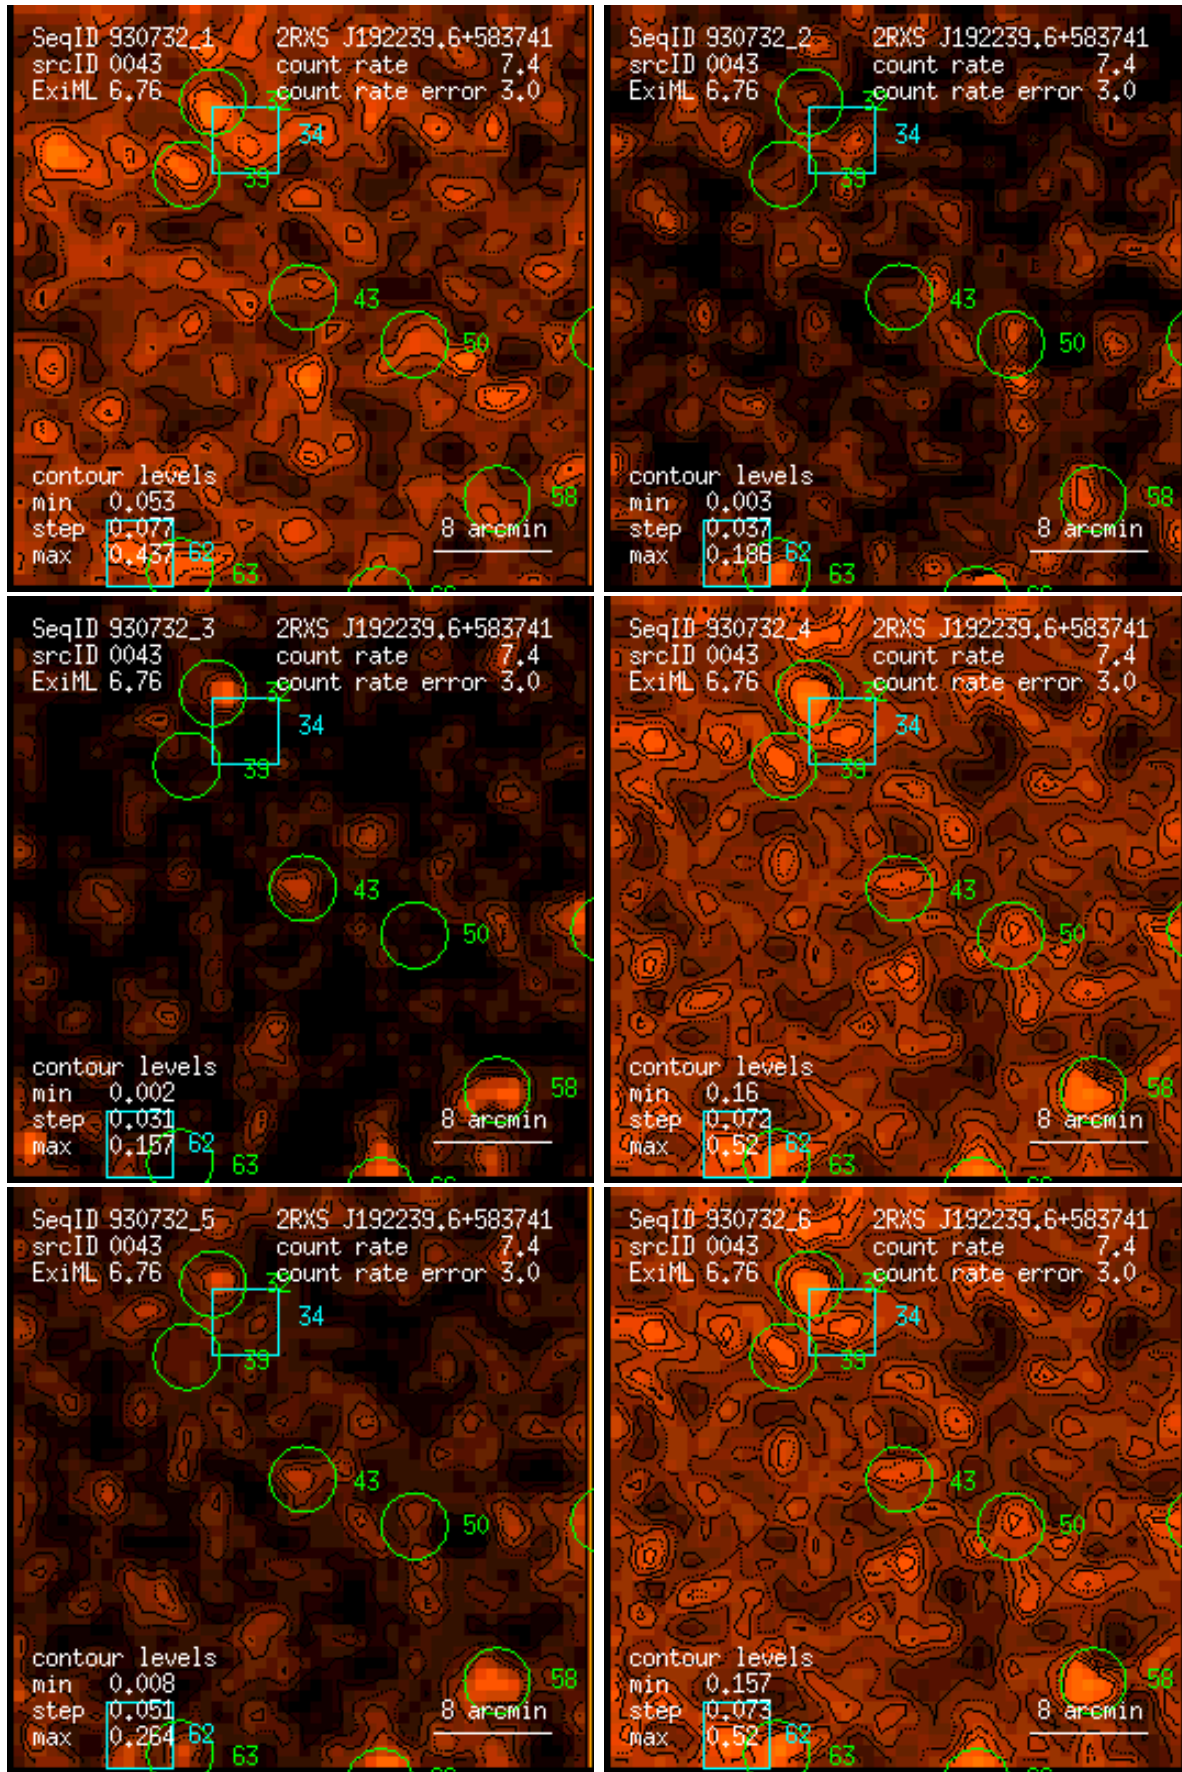 SeqID 930732_1 2RXS J192239.6+583741
srcID 0043 count rate 7.4
ExiML 6.76 count rate error 3.0
32
34
39
43
50
contour levels
min 0.053
58
step 0.077 8 arcmin
max 0.437 62
63
SeqID 930732_2 2RXS J192239.6+583741
srcID 0043 count rate 7.4
ExiML 6.76 count rate error 3.0
32
34
39
43
50
contour levels
min 0.003
58
step 0.037 8 arcmin
max 0.186 62
63
SeqID 930732_3 2RXS J192239.6+583741
srcID 0043 count rate 7.4
ExiML 6.76 count rate error 3.0
32
34
39
43
50
contour levels
min 0.002
58
step 0.031 8 arcmin
max 0.157 62
63
SeqID 930732_4 2RXS J192239.6+583741
srcID 0043 count rate 7.4
ExiML 6.76 count rate error 3.0
32
34
39
43
50
contour levels
min 0.16
58
step 0.072 8 arcmin
max 0.52 62
63
SeqID 930732_5 2RXS J192239.6+583741
srcID 0043 count rate 7.4
ExiML 6.76 count rate error 3.0
32
34
39
43
50
contour levels
min 0.008
58
step 0.051 8 arcmin
max 0.264 62
63
SeqID 930732_6 2RXS J192239.6+583741
srcID 0043 count rate 7.4
ExiML 6.76 count rate error 3.0
32
34
39
43
50
contour levels
min 0.157
58
step 0.073 8 arcmin
max 0.52 62
63